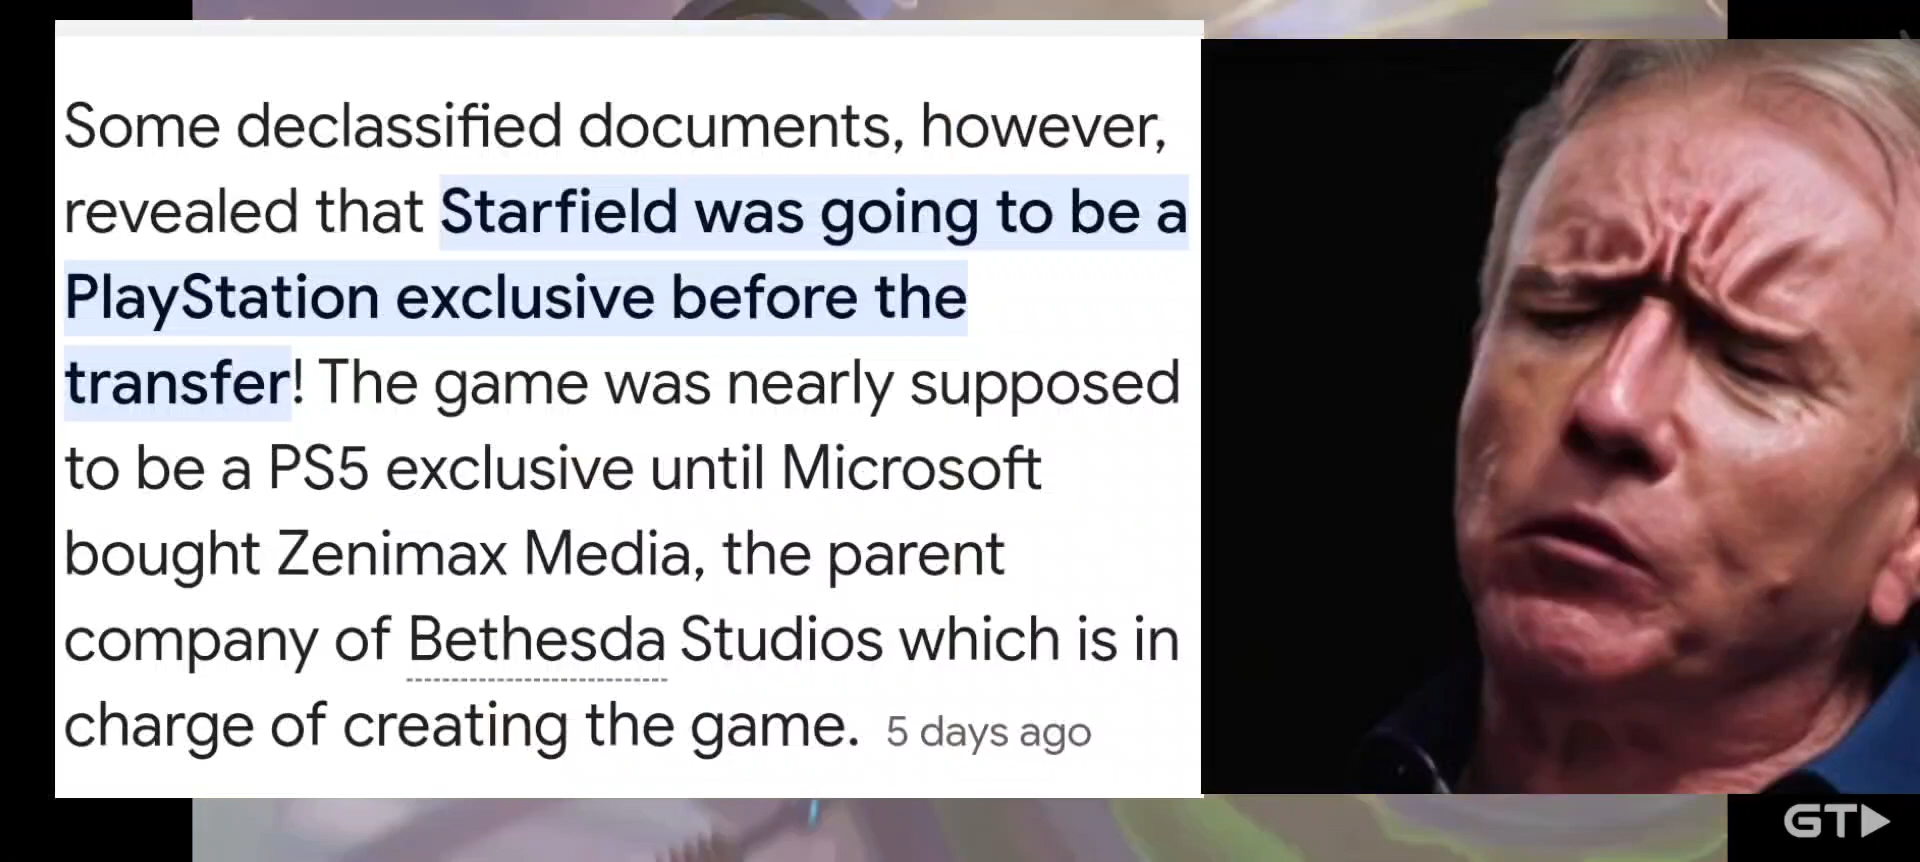 Some declassified documents, however,
revealed that Starfield was going to be a
PlayStation exclusive before the
transfer! The game was nearly supposed
to be a PS5 exclusive until Microsoft
bought Zenimax Media, the parent
company of Bethesda Studios which is in
charge of creating the game. 5 days ago
GT